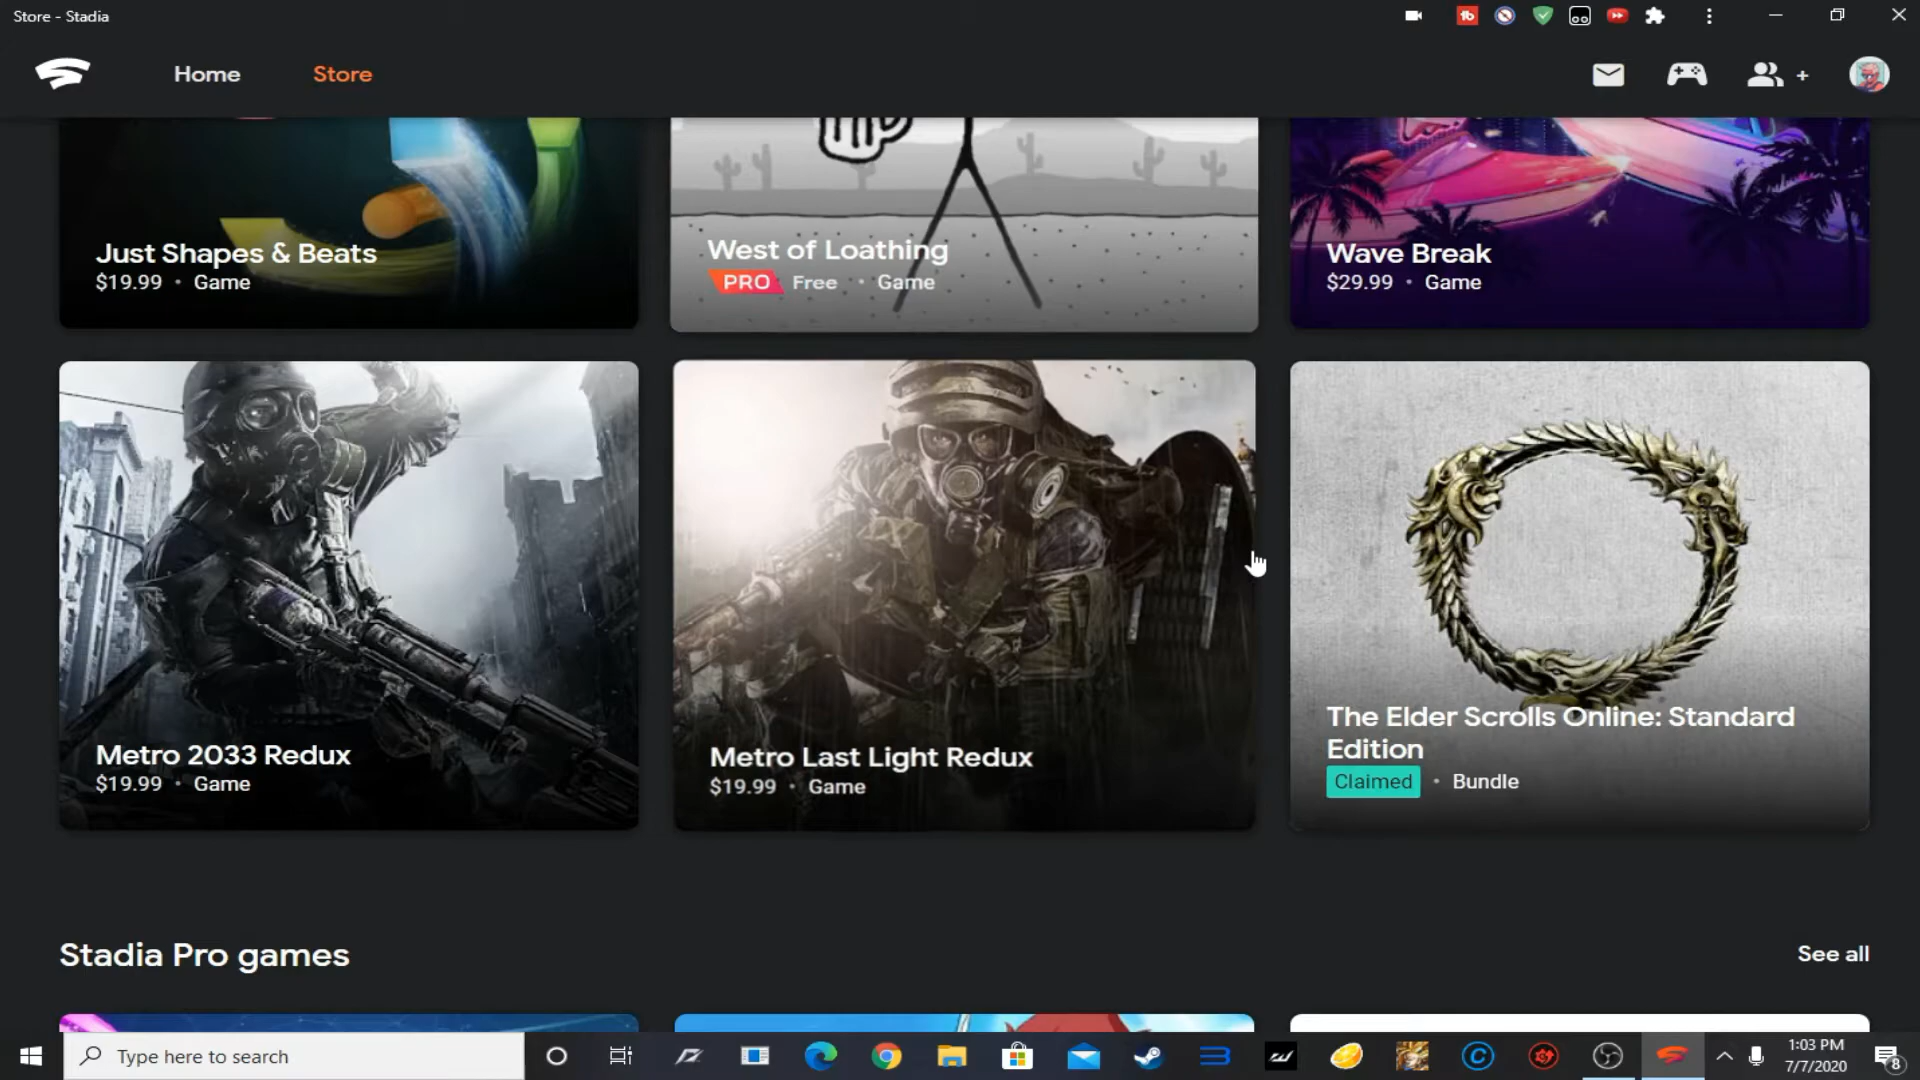 Store - Stadia
Home
Store
+
Just Shapes & Beats
$19.99 • Game
West of Loathing
PRO Free • Game
Wave Break
$29.99 • Game
Metro 2033 Redux
$19.99 • Game
Metro Last Light Redux
$19.99 • Game
The Elder Scrolls Online: Standard
Edition
Claimed • Bundle
Stadia Pro games
See all
Type here to search
1:03 PM
7/7/2020
8